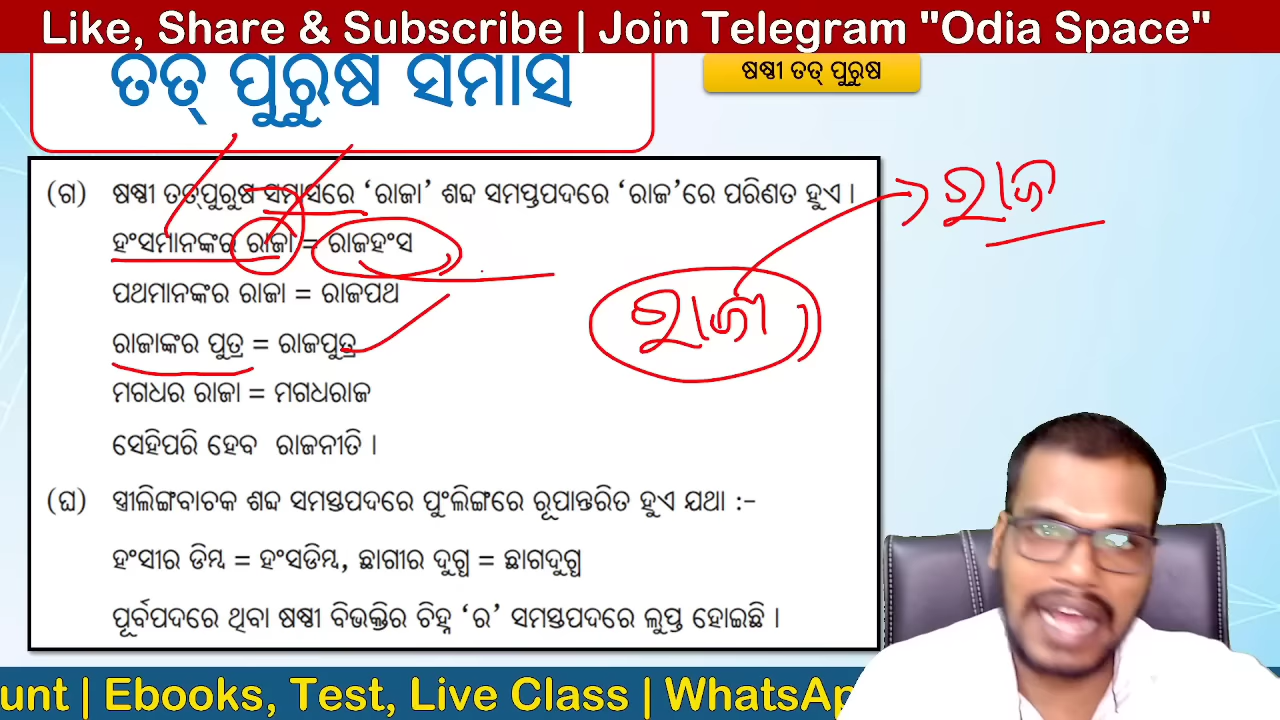 Like, Share & Subscribe | Join Telegram "Odia Space"
ତତ୍ ପୁରୁଷ ସମାସ
ଷଷ୍ଠୀ ତତ୍ ପୁରୁଷ
(ଗ) ଷଷ୍ଠୀ ତତ୍‌ପୁରୁଷ ସମାସରେ ‘ରାଜା’ ଶବ୍ଦ ସମସ୍ତପଦରେ ‘ରାଜ’ରେ ପରିଣତ ହୁଏ ।
ହଂସମାନଙ୍କର ରାଜା = ରାଜହଂସ
ପଥମାନଙ୍କର ରାଜା = ରାଜପଥ
ରାଜାଙ୍କର ପୁତ୍ର = ରାଜପୁତ୍ର
ମଗଧର ରାଜା = ମଗଧରାଜ
ସେହିପରି ହେବ ରାଜନୀତି ।
ରାଜ
ରାଜା
(ଘ) ସ୍ତ୍ରୀଲିଙ୍ଗବାଚକ ଶବ୍ଦ ସମସ୍ତପଦରେ ପୁଂଲିଙ୍ଗରେ ରୂପାନ୍ତରିତ ହୁଏ ଯଥା :-
ହଂସୀର ଡିମ୍ବ = ହଂସଡିମ୍ବ, ଛାଗୀର ଦୁଗ୍ଧ = ଛାଗଦୁଗ୍ଧ
ପୂର୍ବପଦରେ ଥିବା ଷଷ୍ଠୀ ବିଭକ୍ତିର ଚିହ୍ନ ‘ର’ ସମସ୍ତପଦରେ ଲୁପ୍ତ ହୋଇଛି ।
unt | Ebooks, Test, Live Class | WhatsAp